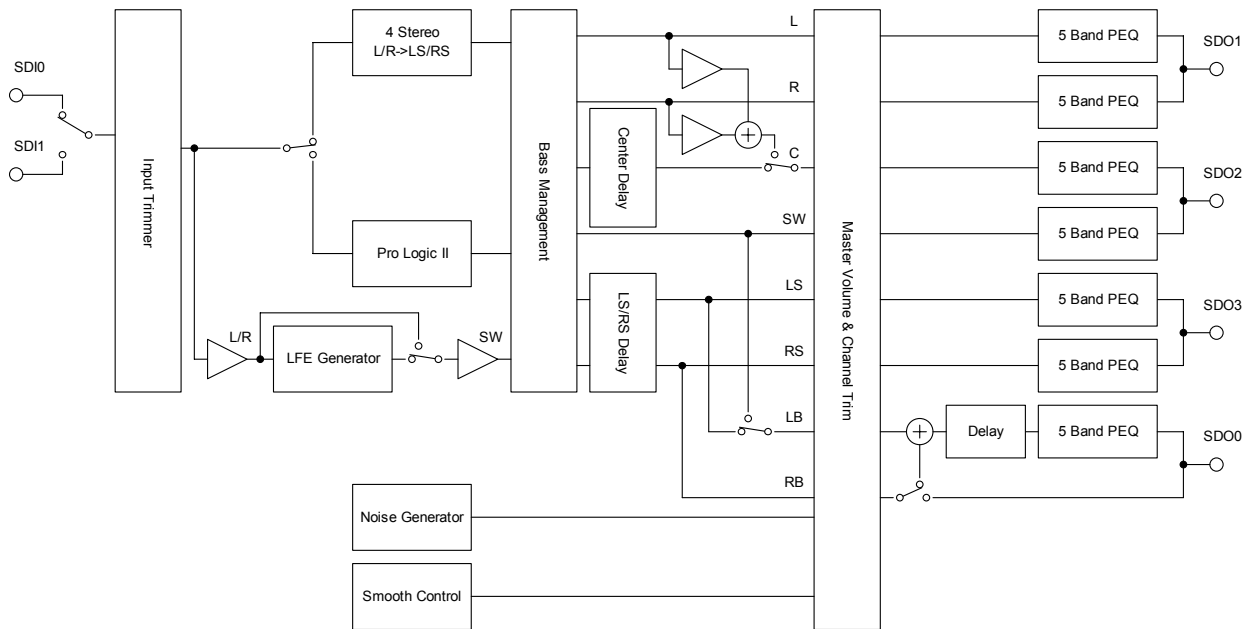 SDI0
SDI1
Input Trimmer
4 Stereo
L/R->LS/RS
Pro Logic II
L/R
LFE Generator
SW
Bass Management
Center Delay
LS/RS Delay
L
R
C
SW
LS
RS
LB
RB
Noise Generator
Smooth Control
Master Volume & Channel Trim
5 Band PEQ
5 Band PEQ
SDO1
5 Band PEQ
5 Band PEQ
SDO2
5 Band PEQ
5 Band PEQ
SDO3
Delay
5 Band PEQ
SDO0